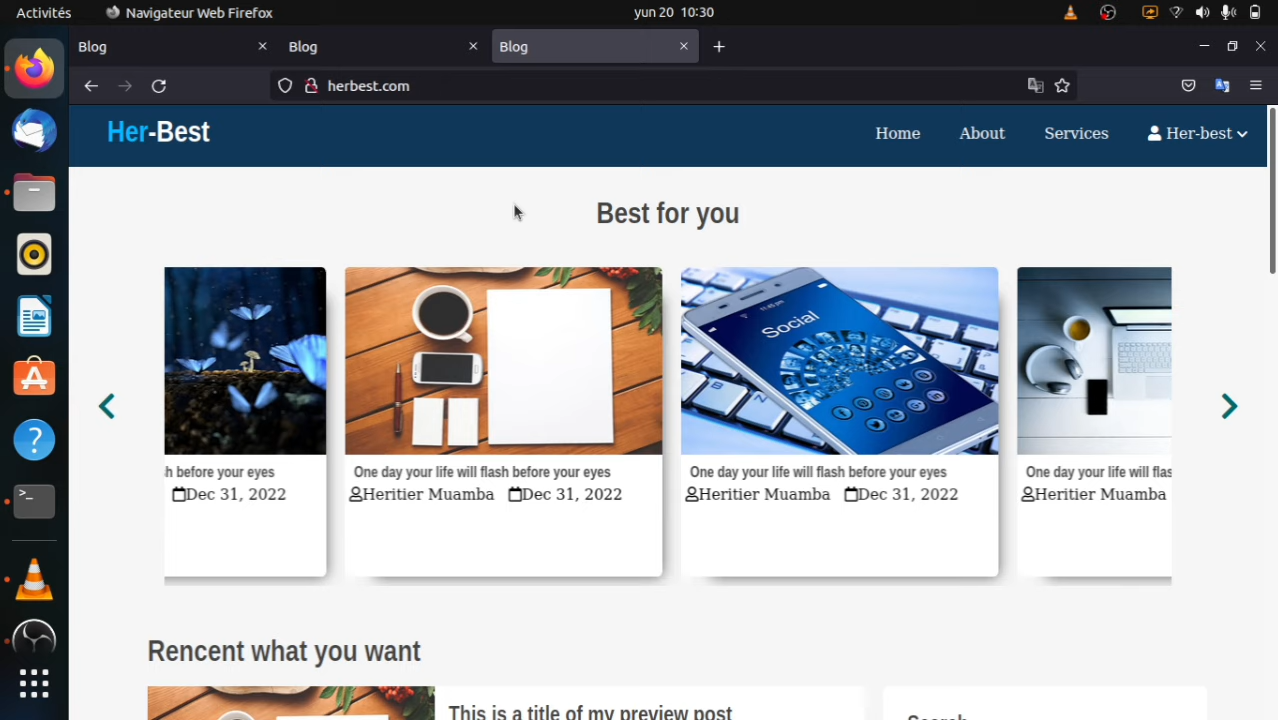 Activités Navigateur Web Firefox yun 20 10:30
Blog Blog Blog
herbest.com
Her-Best Home About Services Her-best
Best for you
Social
h before your eyes One day your life will flash before your eyes One day your life will flash before your eyes One day your life will flas
Dec 31, 2022 Heritier Muamba Dec 31, 2022 Heritier Muamba Dec 31, 2022 Heritier Muamba
Rencent what you want
This is a title of my preview post
Search